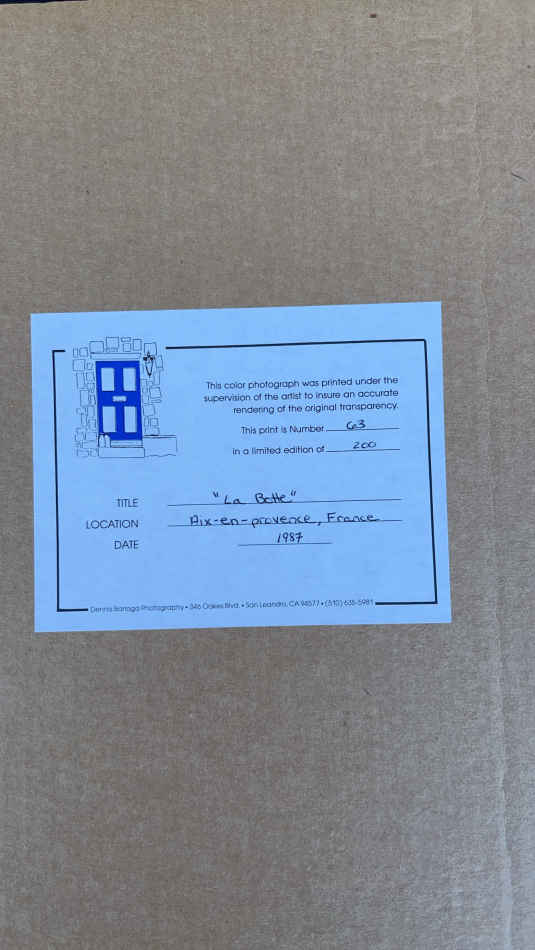 This color photograph was printed under the
supervision of the artist to insure an accurate
rendering of the original transparency.
This print is Number 63
in a limited edition of 200
TITLE "La Botte"
LOCATION Aix-en-provence, France
DATE 1987
Dennis Barloga Photography • 346 Oakes Blvd. • San Leandro, CA 94577 • (510) 635-5981